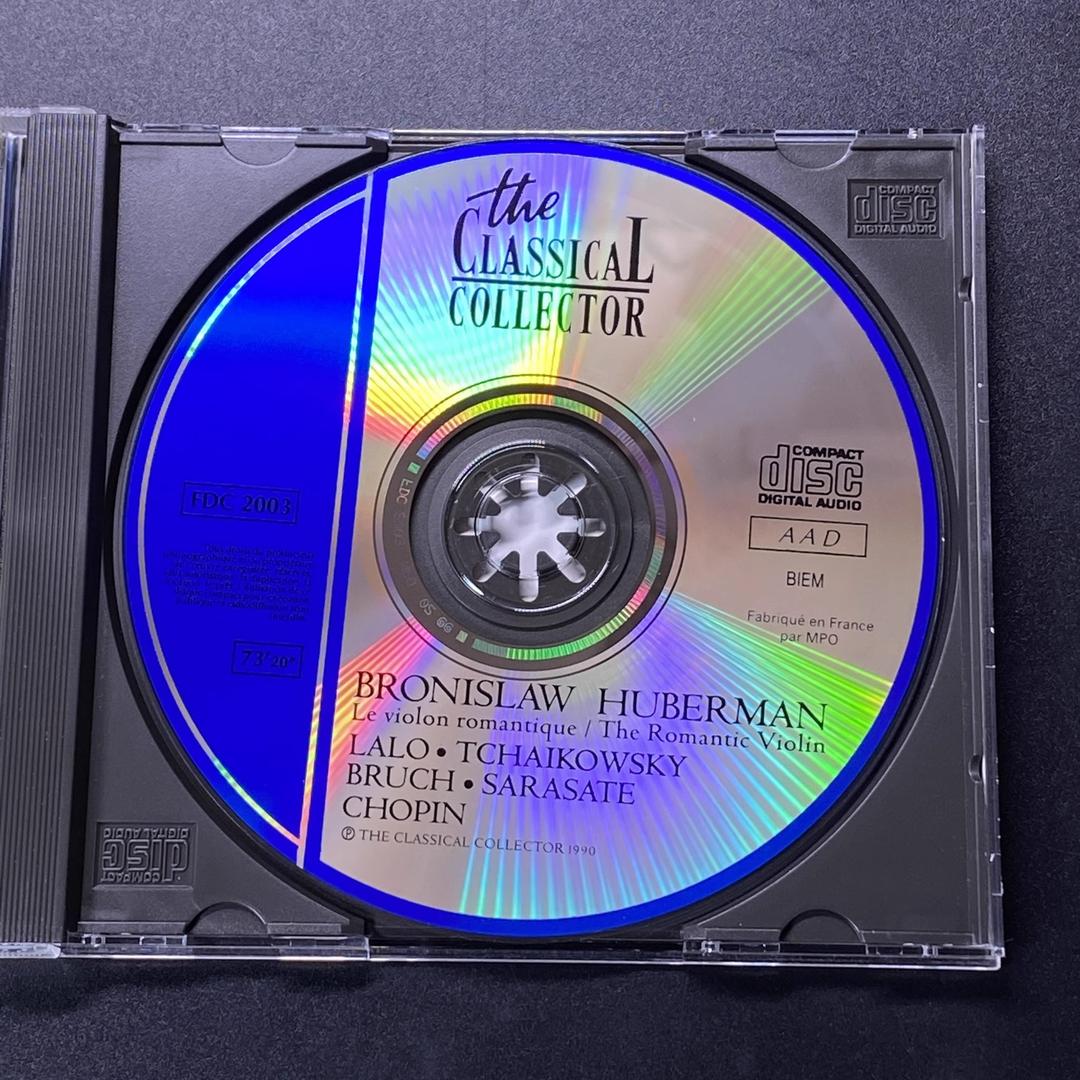 the
CLASSICAL
COLLECTOR
COMPACT
disc
DIGITAL AUDIO
COMPACT
disc
DIGITAL AUDIO
AAD
BIEM
Fabriqué en France
par MPO
FDC 2003
73'20"
BRONISLAW HUBERMAN
Le violon romantique / The Romantic Violin
LALO • TCHAIKOWSKY
BRUCH • SARASATE
CHOPIN
℗ THE CLASSICAL COLLECTOR 1990
COMPACT
disc
DIGITAL AUDIO